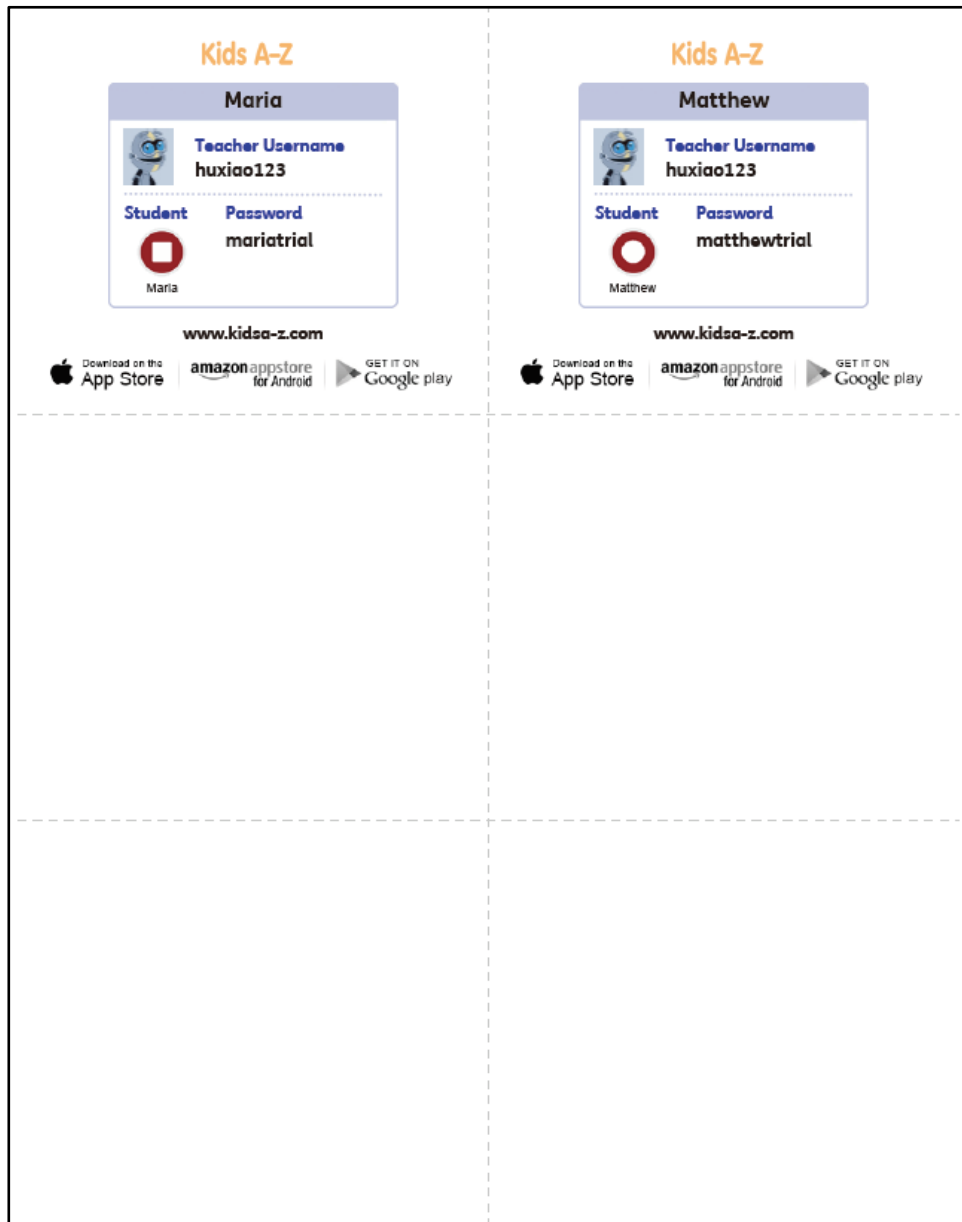 Kids A-Z
Maria
Teacher Username
huxiao123
Student Password
mariatrial
Maria
www.kidsa-z.com
Download on the
App Store
amazon appstore
for Android
GET IT ON
Google play
Kids A-Z
Matthew
Teacher Username
huxiao123
Student Password
matthewtrial
Matthew
www.kidsa-z.com
Download on the
App Store
amazon appstore
for Android
GET IT ON
Google play